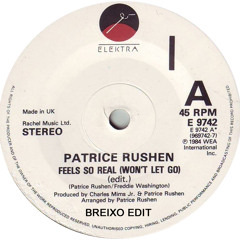 ELEKTRA
I
A
Made in UK
Rachel Music Ltd.
STEREO
45 RPM
E 9742
E 9742 A*
(969742-7)
℗ 1984 WEA
International
Inc.
PATRICE RUSHEN
FEELS SO REAL (WON'T LET GO)
(edit.)
(Patrice Rushen/Freddie Washington)
Produced by Charles Mims Jr. & Patrice Rushen
Arranged by Patrice Rushen
BREIXO EDIT